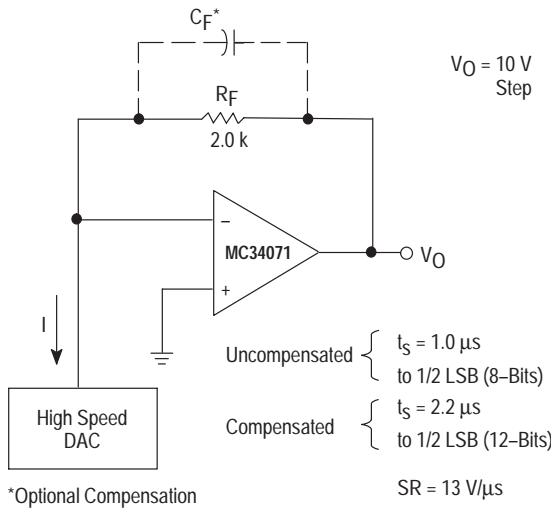 CF*
VO = 10 V
Step
RF
2.0 k
–
MC34071
+
VO
I
Uncompensated
tS = 1.0 μs
to 1/2 LSB (8–Bits)
High Speed
DAC
Compensated
tS = 2.2 μs
to 1/2 LSB (12–Bits)
*Optional Compensation
SR = 13 V/μs